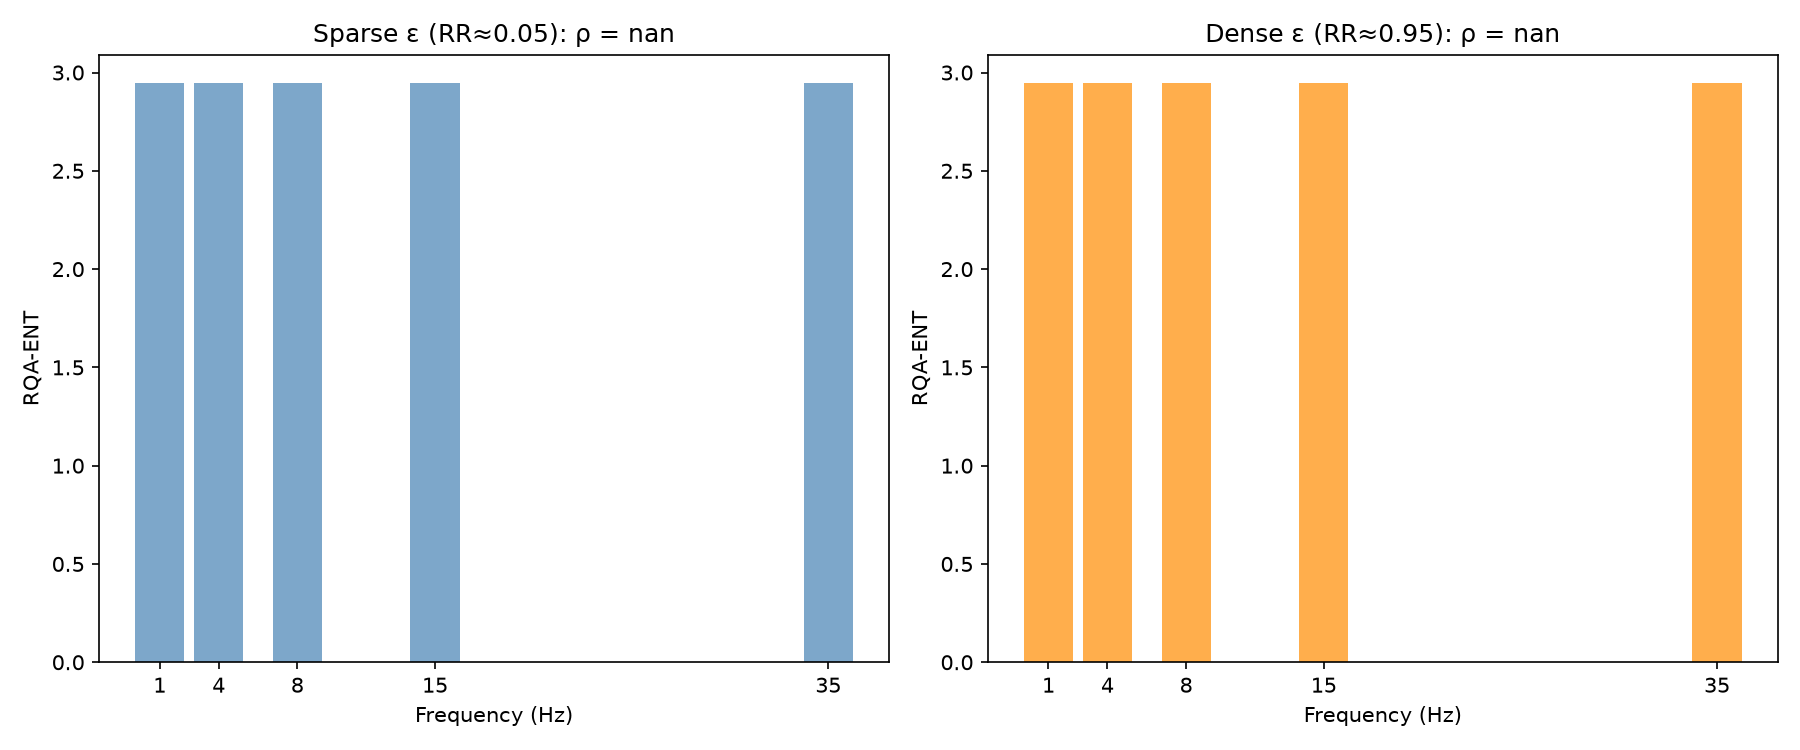 Sparse ε (RR≈0.05): ρ = nan
3.0
2.5
2.0
1.5
1.0
0.5
0.0
RQA-ENT
1 4 8 15 35
Frequency (Hz)
Dense ε (RR≈0.95): ρ = nan
3.0
2.5
2.0
1.5
1.0
0.5
0.0
RQA-ENT
1 4 8 15 35
Frequency (Hz)